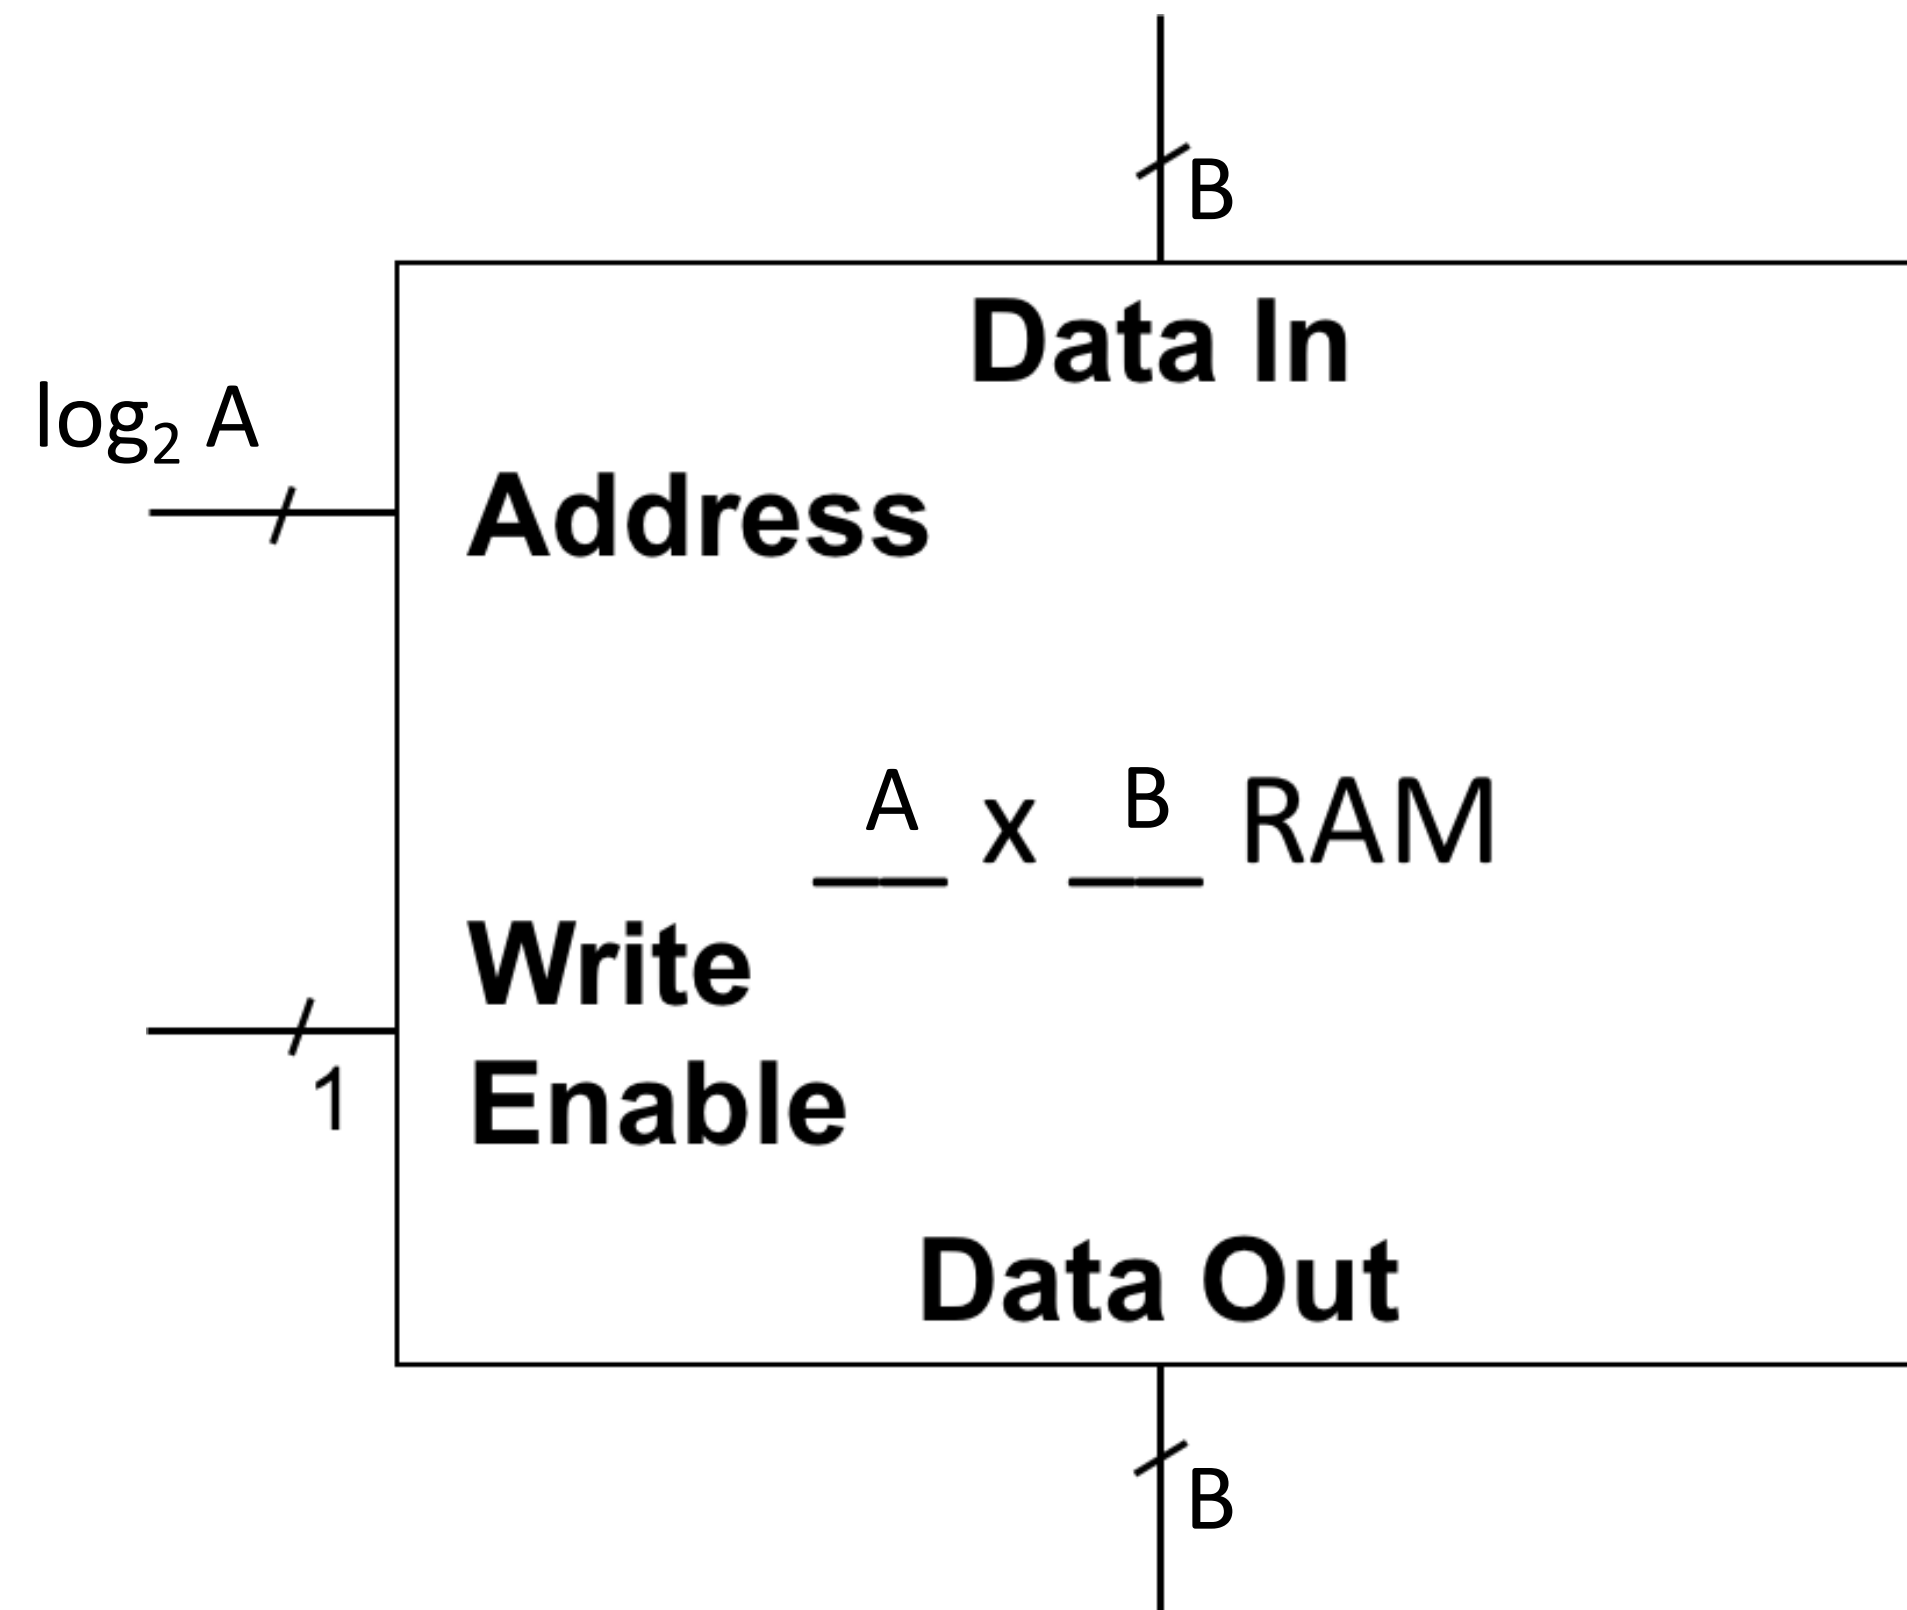 B
Data In
log₂ A
Address
A x B RAM
Write
Enable
1
Data Out
B